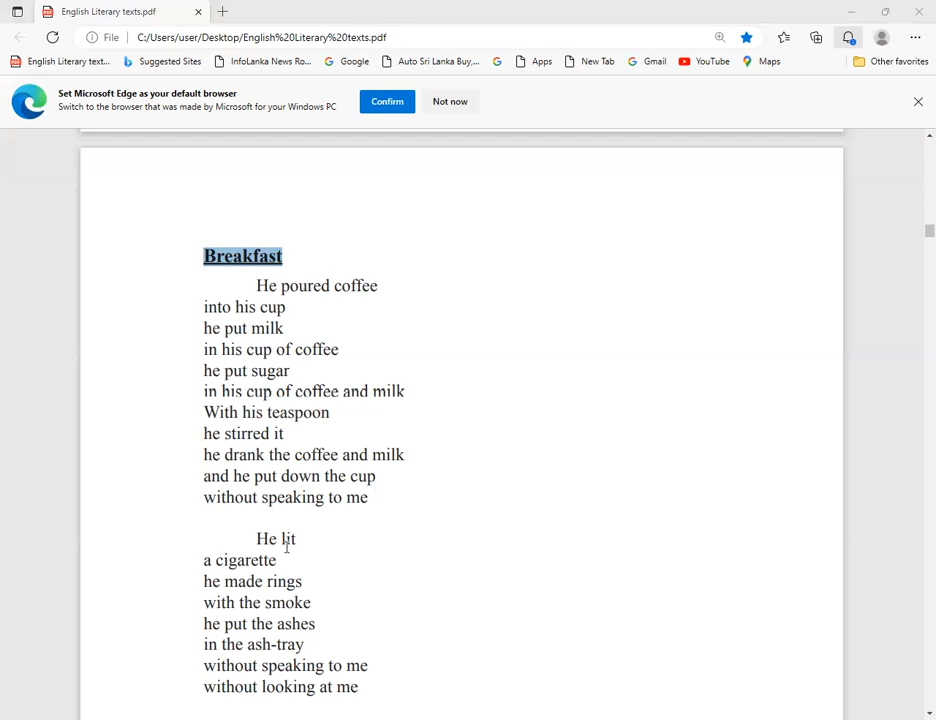 English Literary texts.pdf
File
C:/Users/user/Desktop/English%20Literary%20texts.pdf
English Literary text...
Suggested Sites
InfoLanka News Ro...
Google
Auto Sri Lanka Buy,...
Apps
New Tab
Gmail
YouTube
Maps
Other favorites
Set Microsoft Edge as your default browser
Switch to the browser that was made by Microsoft for your Windows PC
Confirm
Not now
Breakfast
He poured coffee
into his cup
he put milk
in his cup of coffee
he put sugar
in his cup of coffee and milk
With his teaspoon
he stirred it
he drank the coffee and milk
and he put down the cup
without speaking to me
He lit
a cigarette
he made rings
with the smoke
he put the ashes
in the ash-tray
without speaking to me
without looking at me